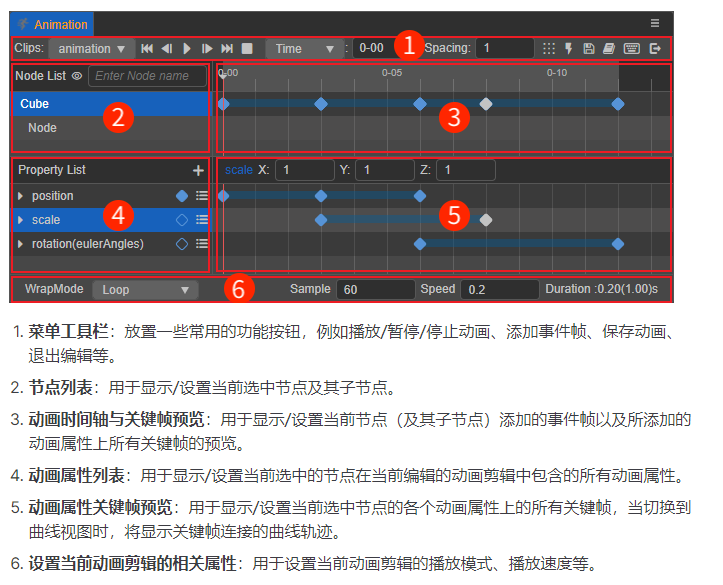 Animation
Clips: animation Time : 0-00 1 Spacing: 1
Node List Enter Node name 0-00 0-05 0-10
Cube
2 3
Node
Property List scale X: 1 Y: 1 Z: 1
position
scale 4 5
rotation(eulerAngles)
WrapMode Loop 6 Sample 60 Speed 0.2 Duration :0.20(1.00)s
1. 菜单工具栏：放置一些常用的功能按钮，例如播放/暂停/停止动画、添加事件帧、保存动画、
退出编辑等。
2. 节点列表：用于显示/设置当前选中节点及其子节点。
3. 动画时间轴与关键帧预览：用于显示/设置当前节点（及其子节点）添加的事件帧以及所添加的
动画属性上所有关键帧的预览。
4. 动画属性列表：用于显示/设置当前选中的节点在当前编辑的动画剪辑中包含的所有动画属性。
5. 动画属性关键帧预览：用于显示/设置当前选中节点的各个动画属性上的所有关键帧，当切换到
曲线视图时，将显示关键帧连接的曲线轨迹。
6. 设置当前动画剪辑的相关属性：用于设置当前动画剪辑的播放模式、播放速度等。